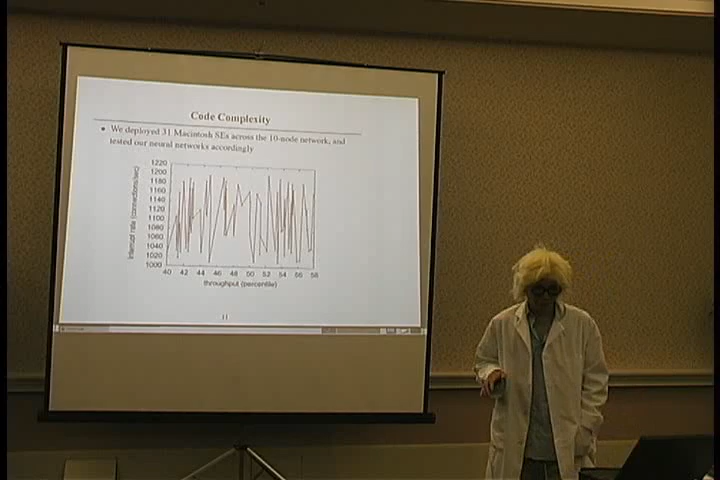 Code Complexity
• We deployed 31 Macintosh SEs across the 10-node network, and
tested our neural networks accordingly
1220
1200
1180
1160
1140
1120
1100
1080
1060
1040
1020
1000
interrupt rate (connections/sec)
40 42 44 46 48 50 52 54 56 58
throughput (percentile)
11